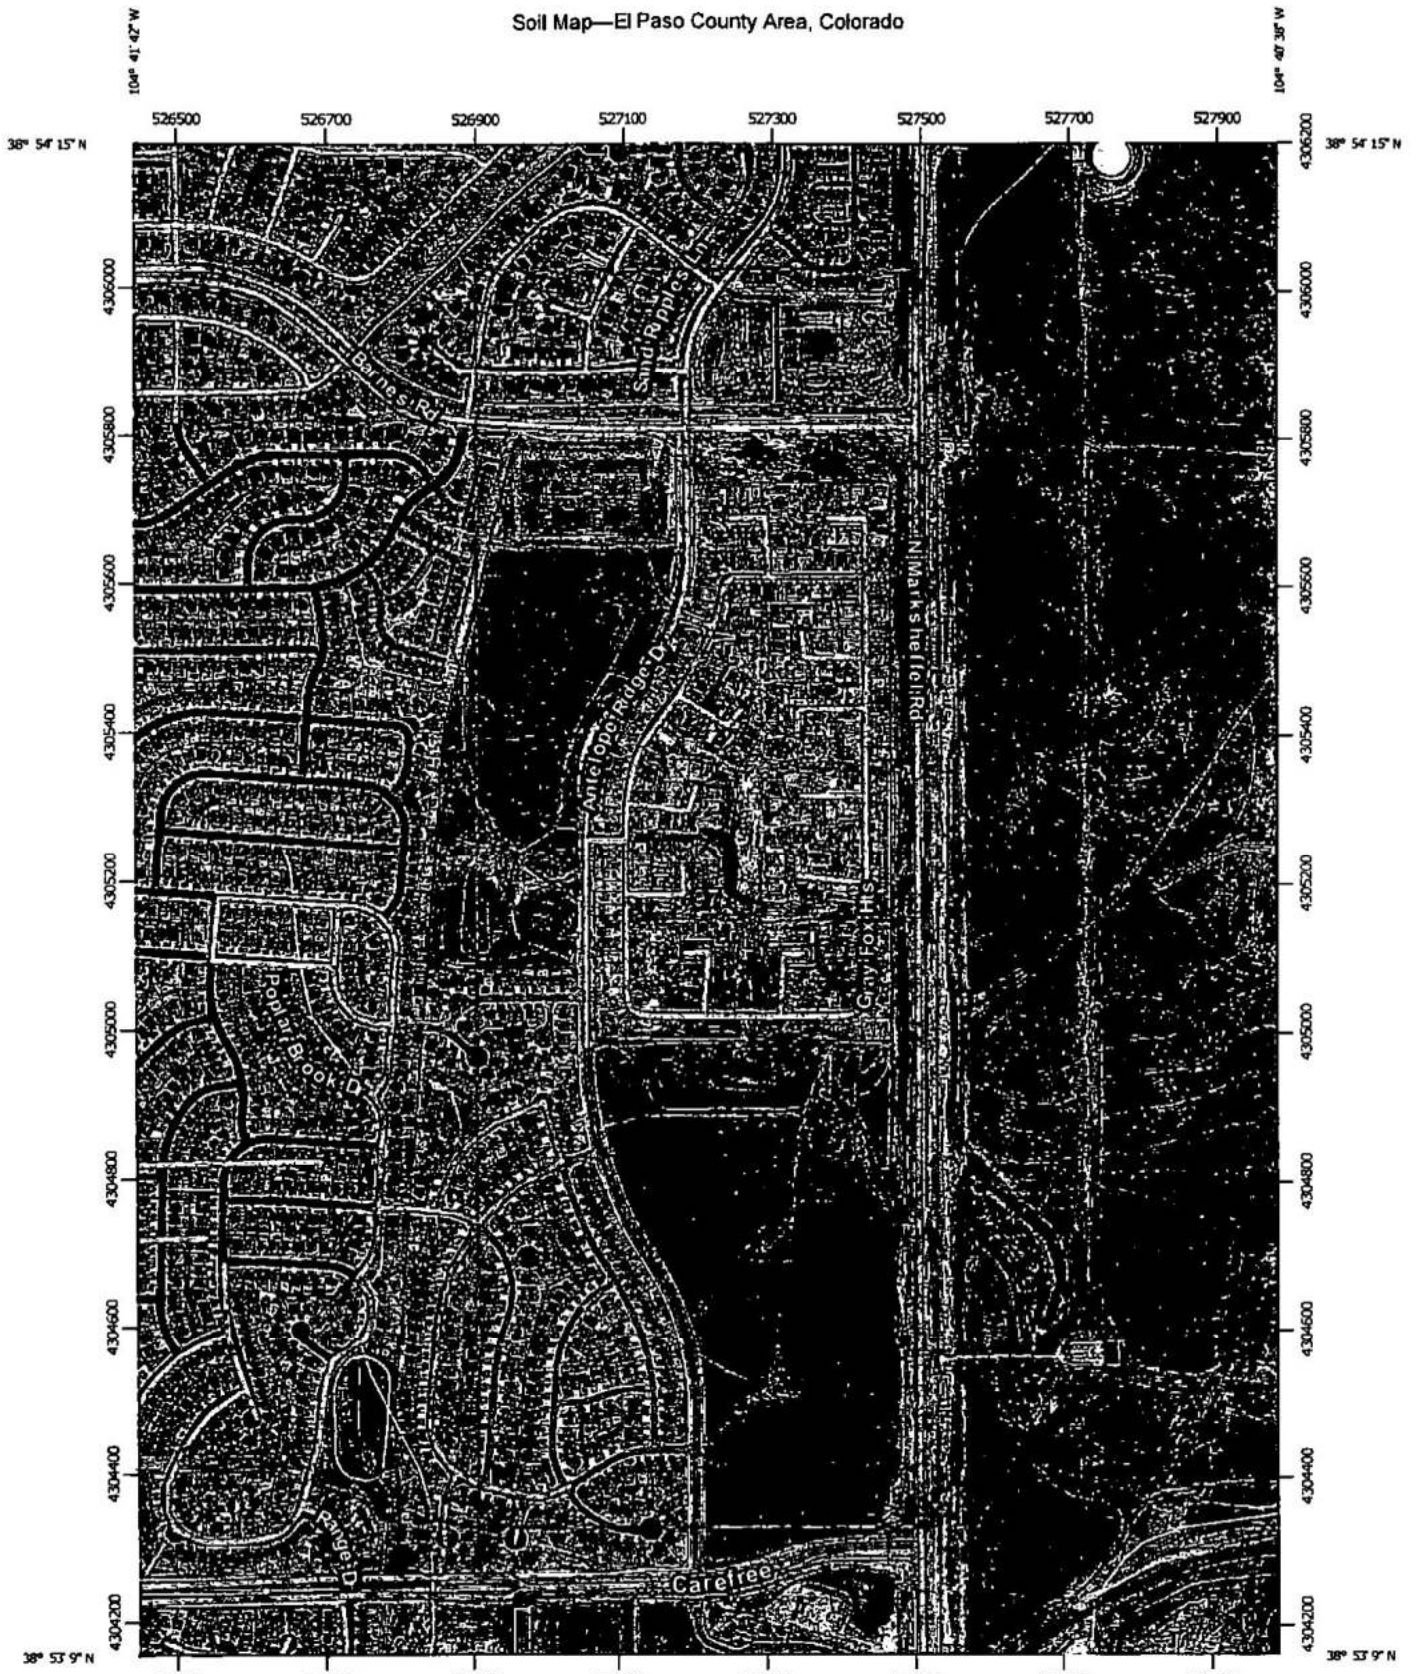 Soil Map—El Paso County Area, Colorado
104° 41' 42" W
104° 40' 38" W
526500 526700 526900 527100 527300 527500 527700 527900
38° 54' 15" N
38° 54' 15" N
4306200
4306000
4306000
Sand Ripples Ln
Barnes Rd
4305800
4305800
4305600
4305600
N Marksheffel Rd
Antelope Ridge D
4305400
4305400
4305200
4305200
Gray Fox Hts
Poplar Brook Dr
4305000
4305000
4304800
4304800
4304600
4304600
4304400
4304400
Ridge D
Carefree
4304200
4304200
38° 53' 9" N
38° 53' 9" N